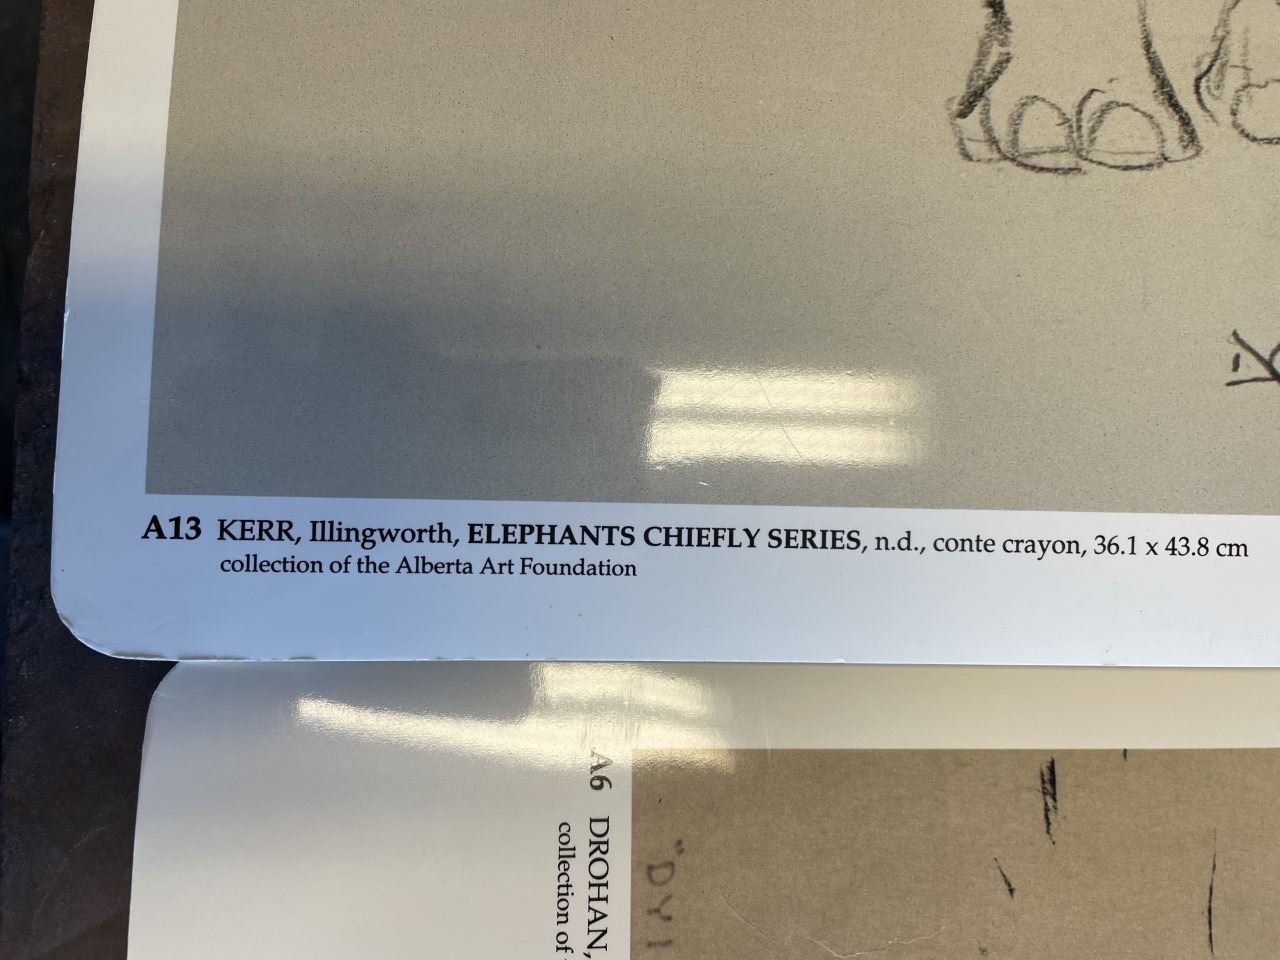 A13 KERR, Illingworth, ELEPHANTS CHIEFLY SERIES, n.d., conte crayon, 36.1 x 43.8 cm
collection of the Alberta Art Foundation
A6 DROHAN,
collection of
"DY